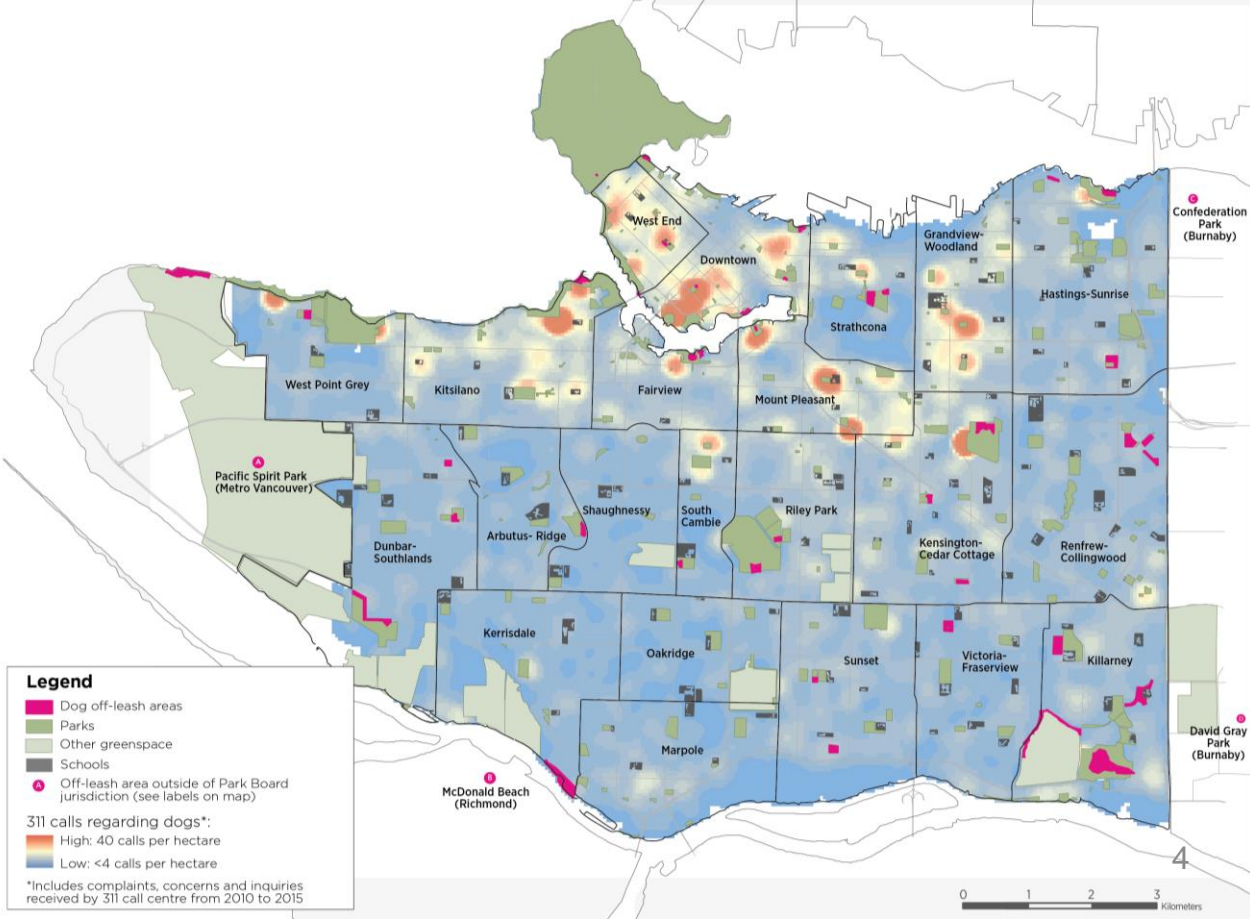 West End
Downtown
Grandview-
Woodland
C
Confederation
Park
(Burnaby)
Hastings-Sunrise
Strathcona
West Point Grey
Kitsilano
Fairview
Mount Pleasant
A
Pacific Spirit Park
(Metro Vancouver)
Dunbar-
Southlands
Arbutus- Ridge
Shaughnessy
South
Cambie
Riley Park
Kensington-
Cedar Cottage
Renfrew-
Collingwood
Kerrisdale
Oakridge
Sunset
Victoria-
Fraserview
Killarney
Marpole
B
McDonald Beach
(Richmond)
D
David Gray
Park
(Burnaby)
Legend
Dog off-leash areas
Parks
Other greenspace
Schools
A
Off-leash area outside of Park Board
jurisdiction (see labels on map)
311 calls regarding dogs*:
High: 40 calls per hectare
Low: <4 calls per hectare
*Includes complaints, concerns and inquiries
received by 311 call centre from 2010 to 2015
4
0 1 2 3
Kilometers